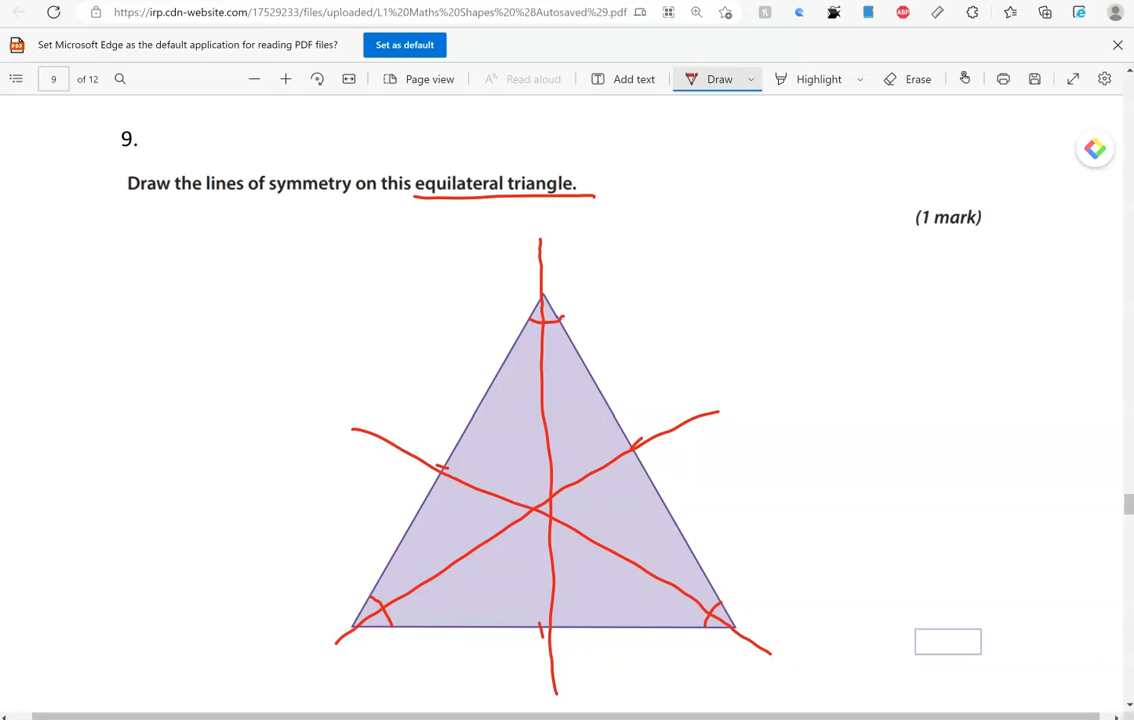 https://irp.cdn-website.com/17529233/files/uploaded/L1%20Maths%20Shapes%20%28Autosaved%29.pdf
ABP
PDF
Set Microsoft Edge as the default application for reading PDF files?
Set as default
9
of 12
Page view
Read aloud
Add text
Draw
Highlight
Erase
9.
Draw the lines of symmetry on this equilateral triangle.
(1 mark)